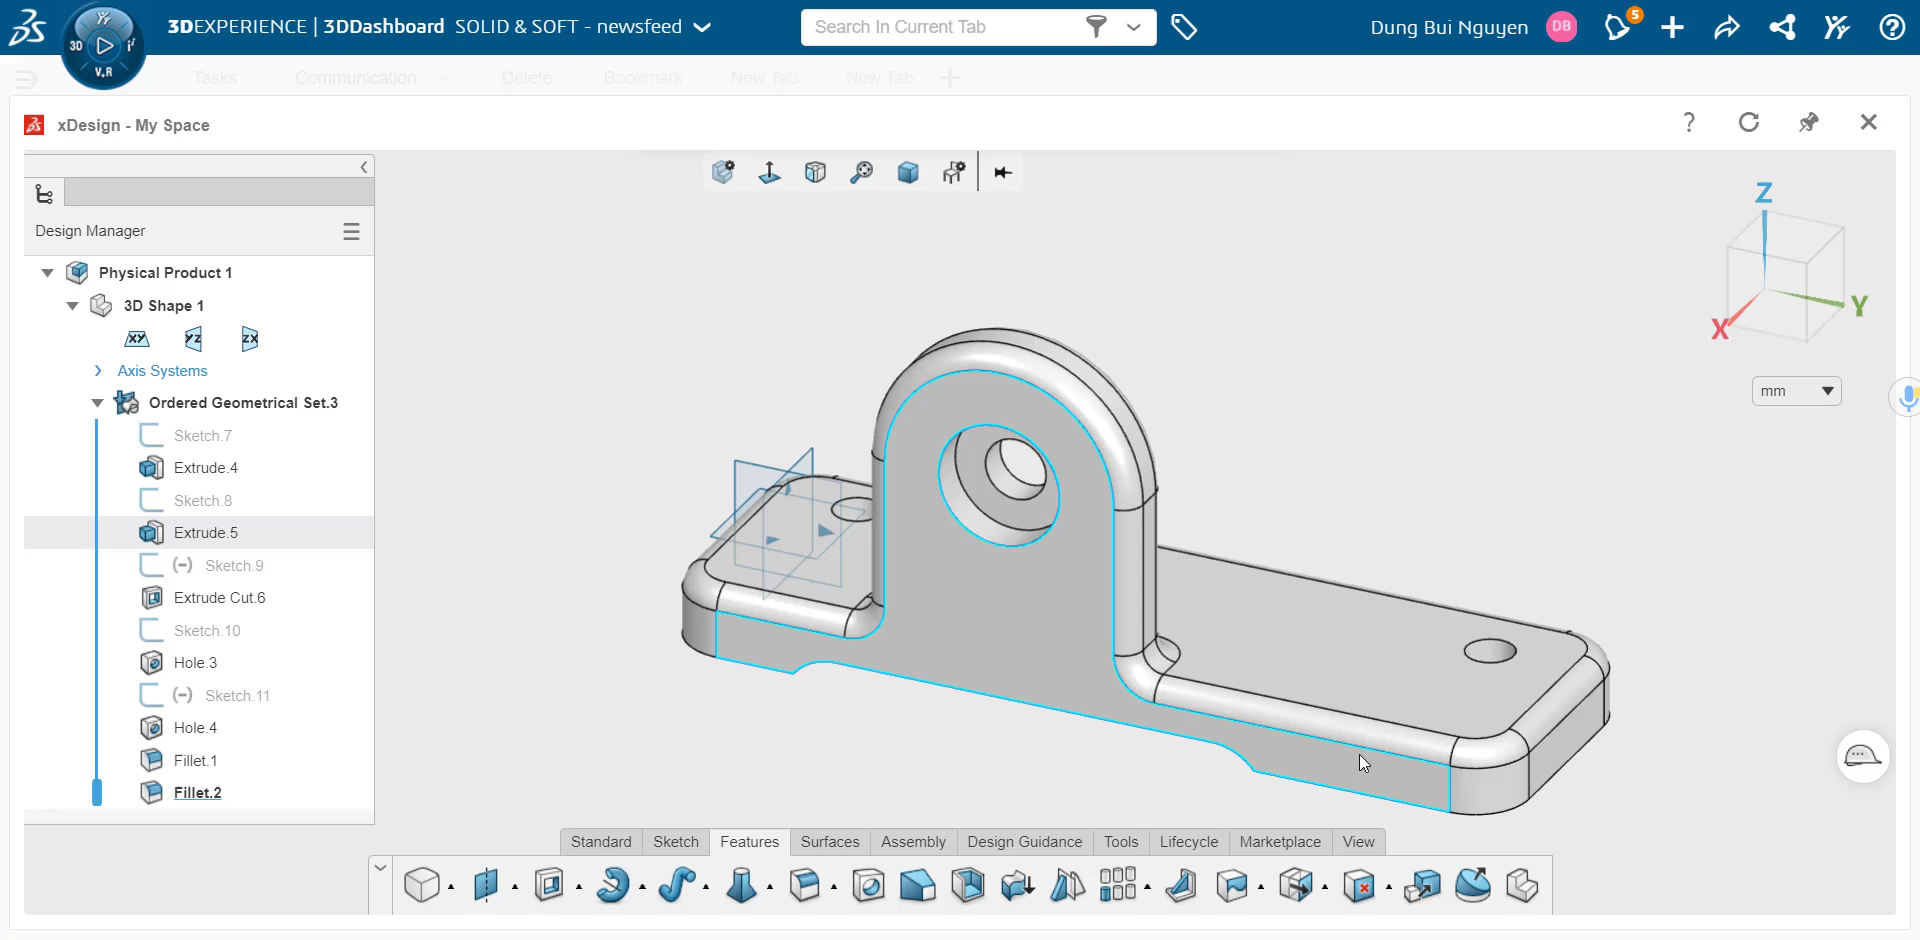 3DEXPERIENCE | 3DDashboard SOLID & SOFT - newsfeed
Search In Current Tab
Dung Bui Nguyen
DB
5
3D
V.R
Tasks
Communication
Delete
Bookmark
New Tab
New Tab
xDesign - My Space
?
Design Manager
Physical Product 1
3D Shape 1
XY
YZ
ZX
Axis Systems
Ordered Geometrical Set.3
Sketch.7
Extrude.4
Sketch.8
Extrude.5
(-) Sketch.9
Extrude Cut.6
Sketch.10
Hole.3
(-) Sketch.11
Hole.4
Fillet.1
Fillet.2
Z
Y
X
mm
Standard
Sketch
Features
Surfaces
Assembly
Design Guidance
Tools
Lifecycle
Marketplace
View